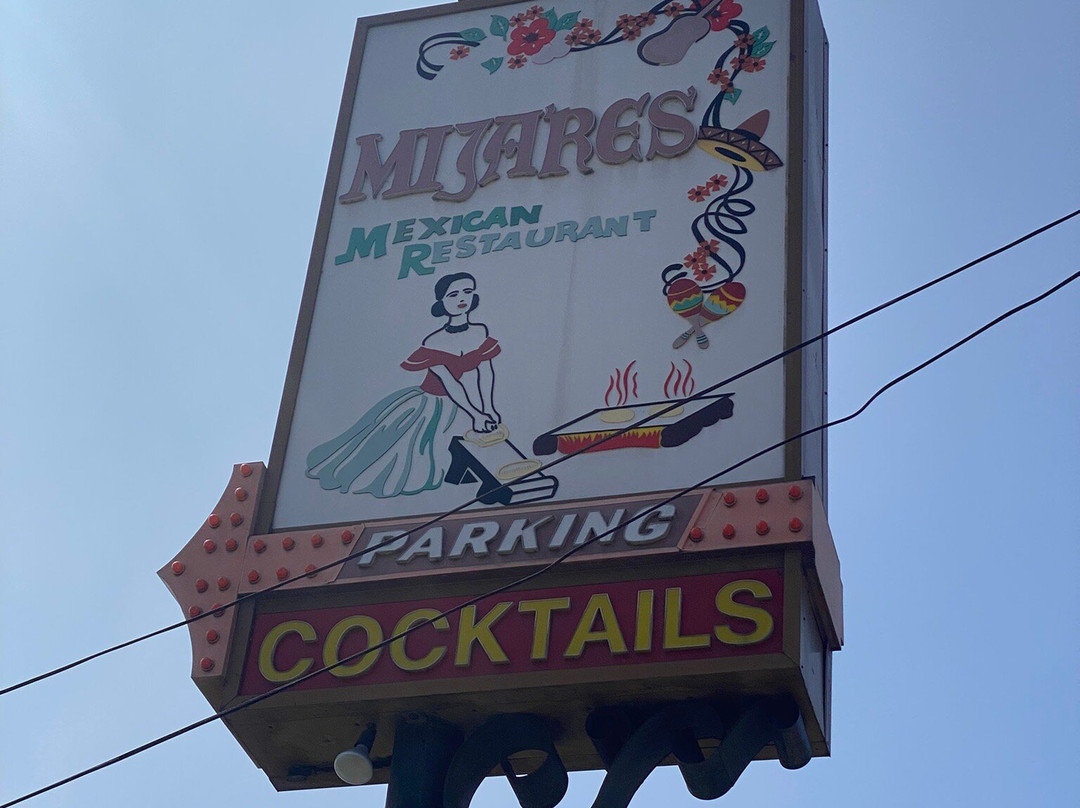 MIJARES
MEXICAN
RESTAURANT
PARKING
COCKTAILS